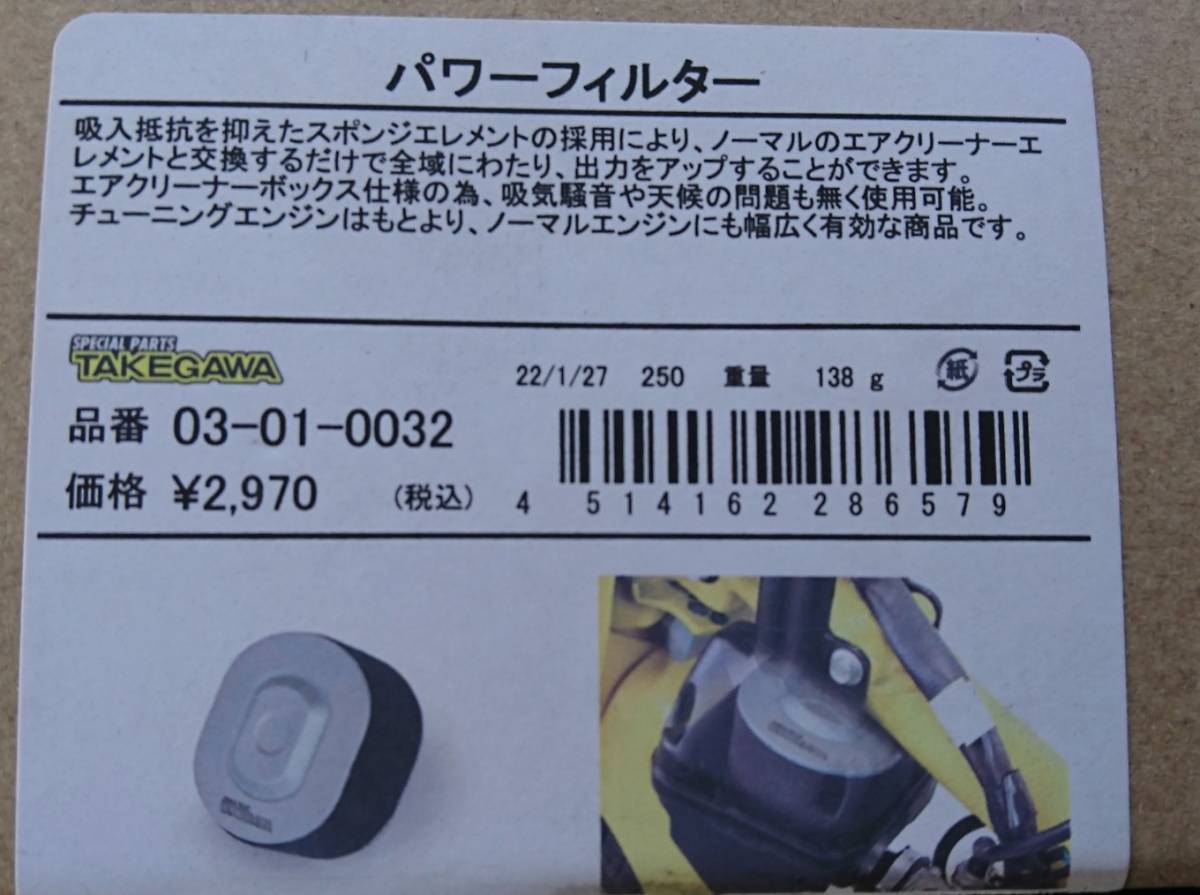 パワーフィルター
吸入抵抗を抑えたスポンジエレメントの採用により、ノーマルのエアクリーナーエ
レメントと交換するだけで全域にわたり、出力をアップすることができます。
エアクリーナーボックス仕様の為、吸気騒音や天候の問題も無く使用可能。
チューニングエンジンはもとより、ノーマルエンジンにも幅広く有効な商品です。
SPECIAL PARTS
TAKEGAWA
22/1/27 250 重量 138 g 紙 プラ
品番 03-01-0032
価格 ¥2,970 (税込)
4 514162 286579